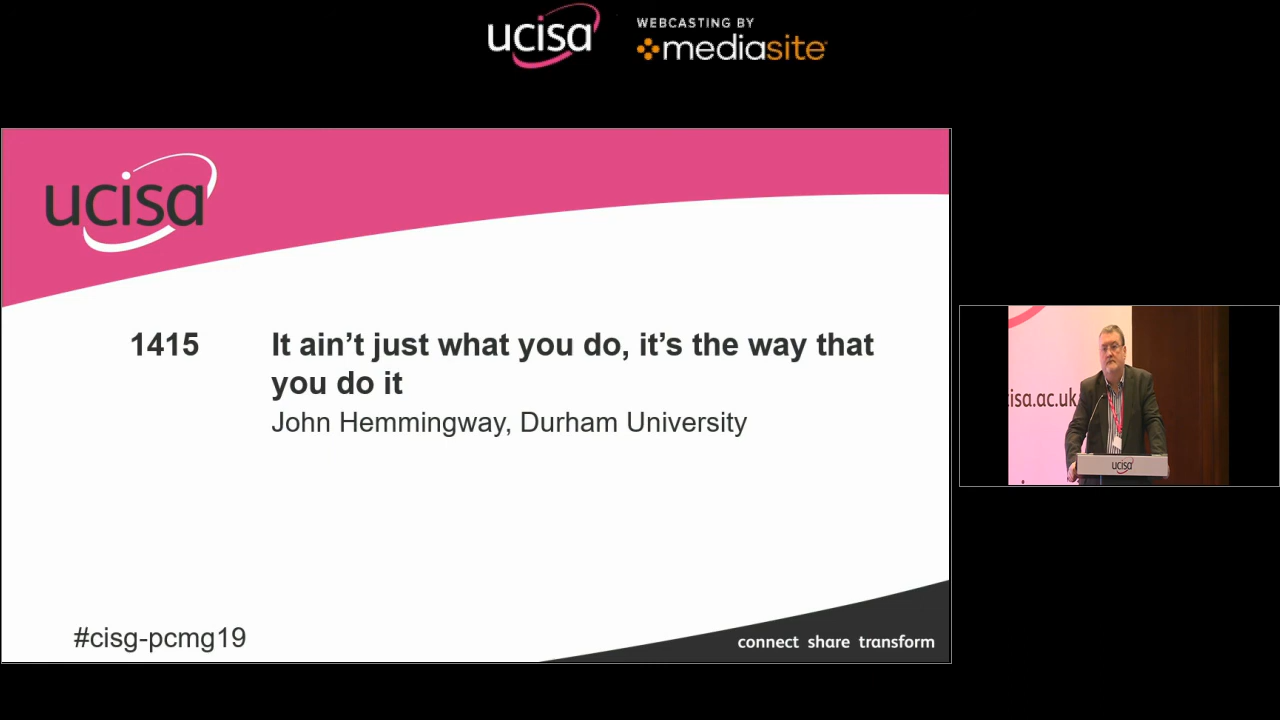 ucisa
WEBCASTING BY
mediasite
ucisa
1415 It ain’t just what you do, it’s the way that
you do it
John Hemmingway, Durham University
isa.ac.uk
ucisa
#cisg-pcmg19
connect share transform